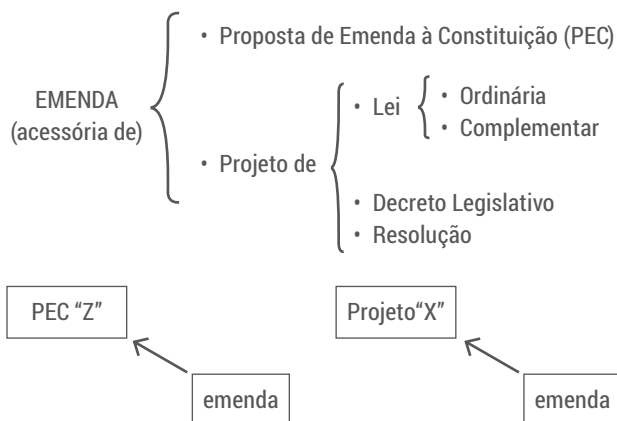 • Proposta de Emenda à Constituição (PEC)
EMENDA
(acessória de)
• Projeto de
• Lei
• Ordinária
• Complementar
• Decreto Legislativo
• Resolução
PEC “Z”
Projeto“X”
emenda
emenda